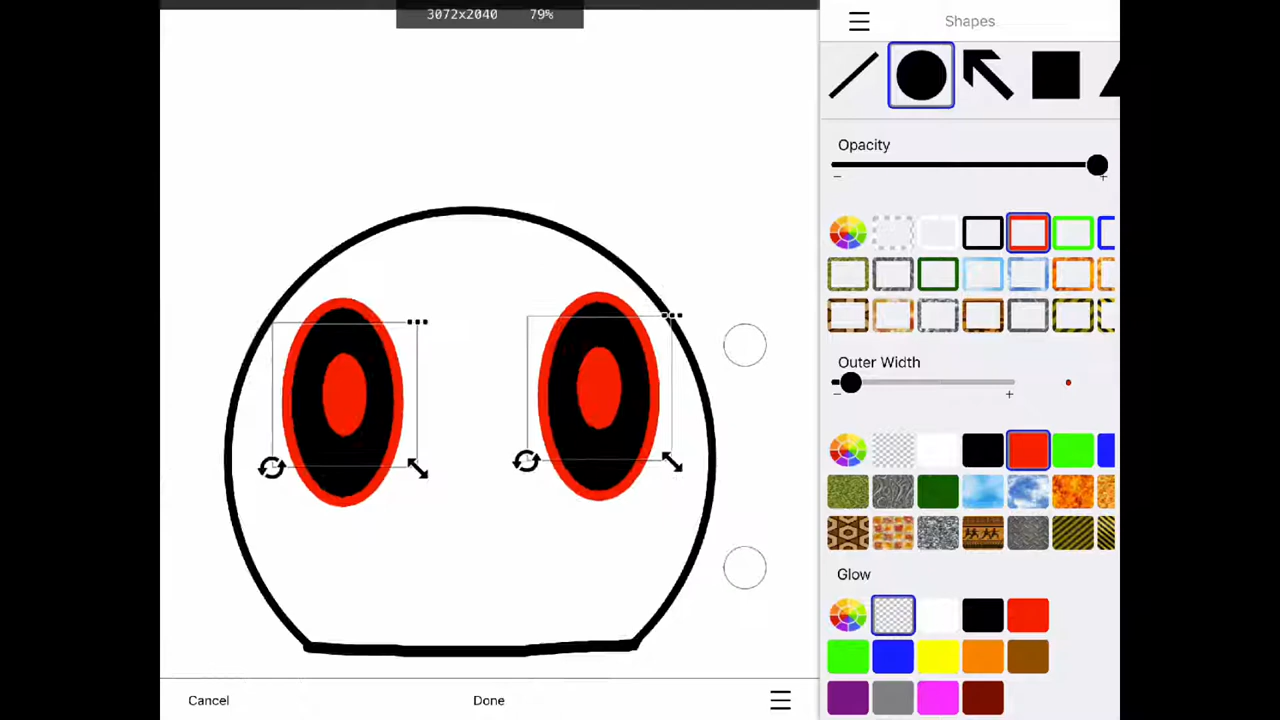 3072x2040 79%
Shapes
Opacity
Outer Width
Glow
Cancel Done